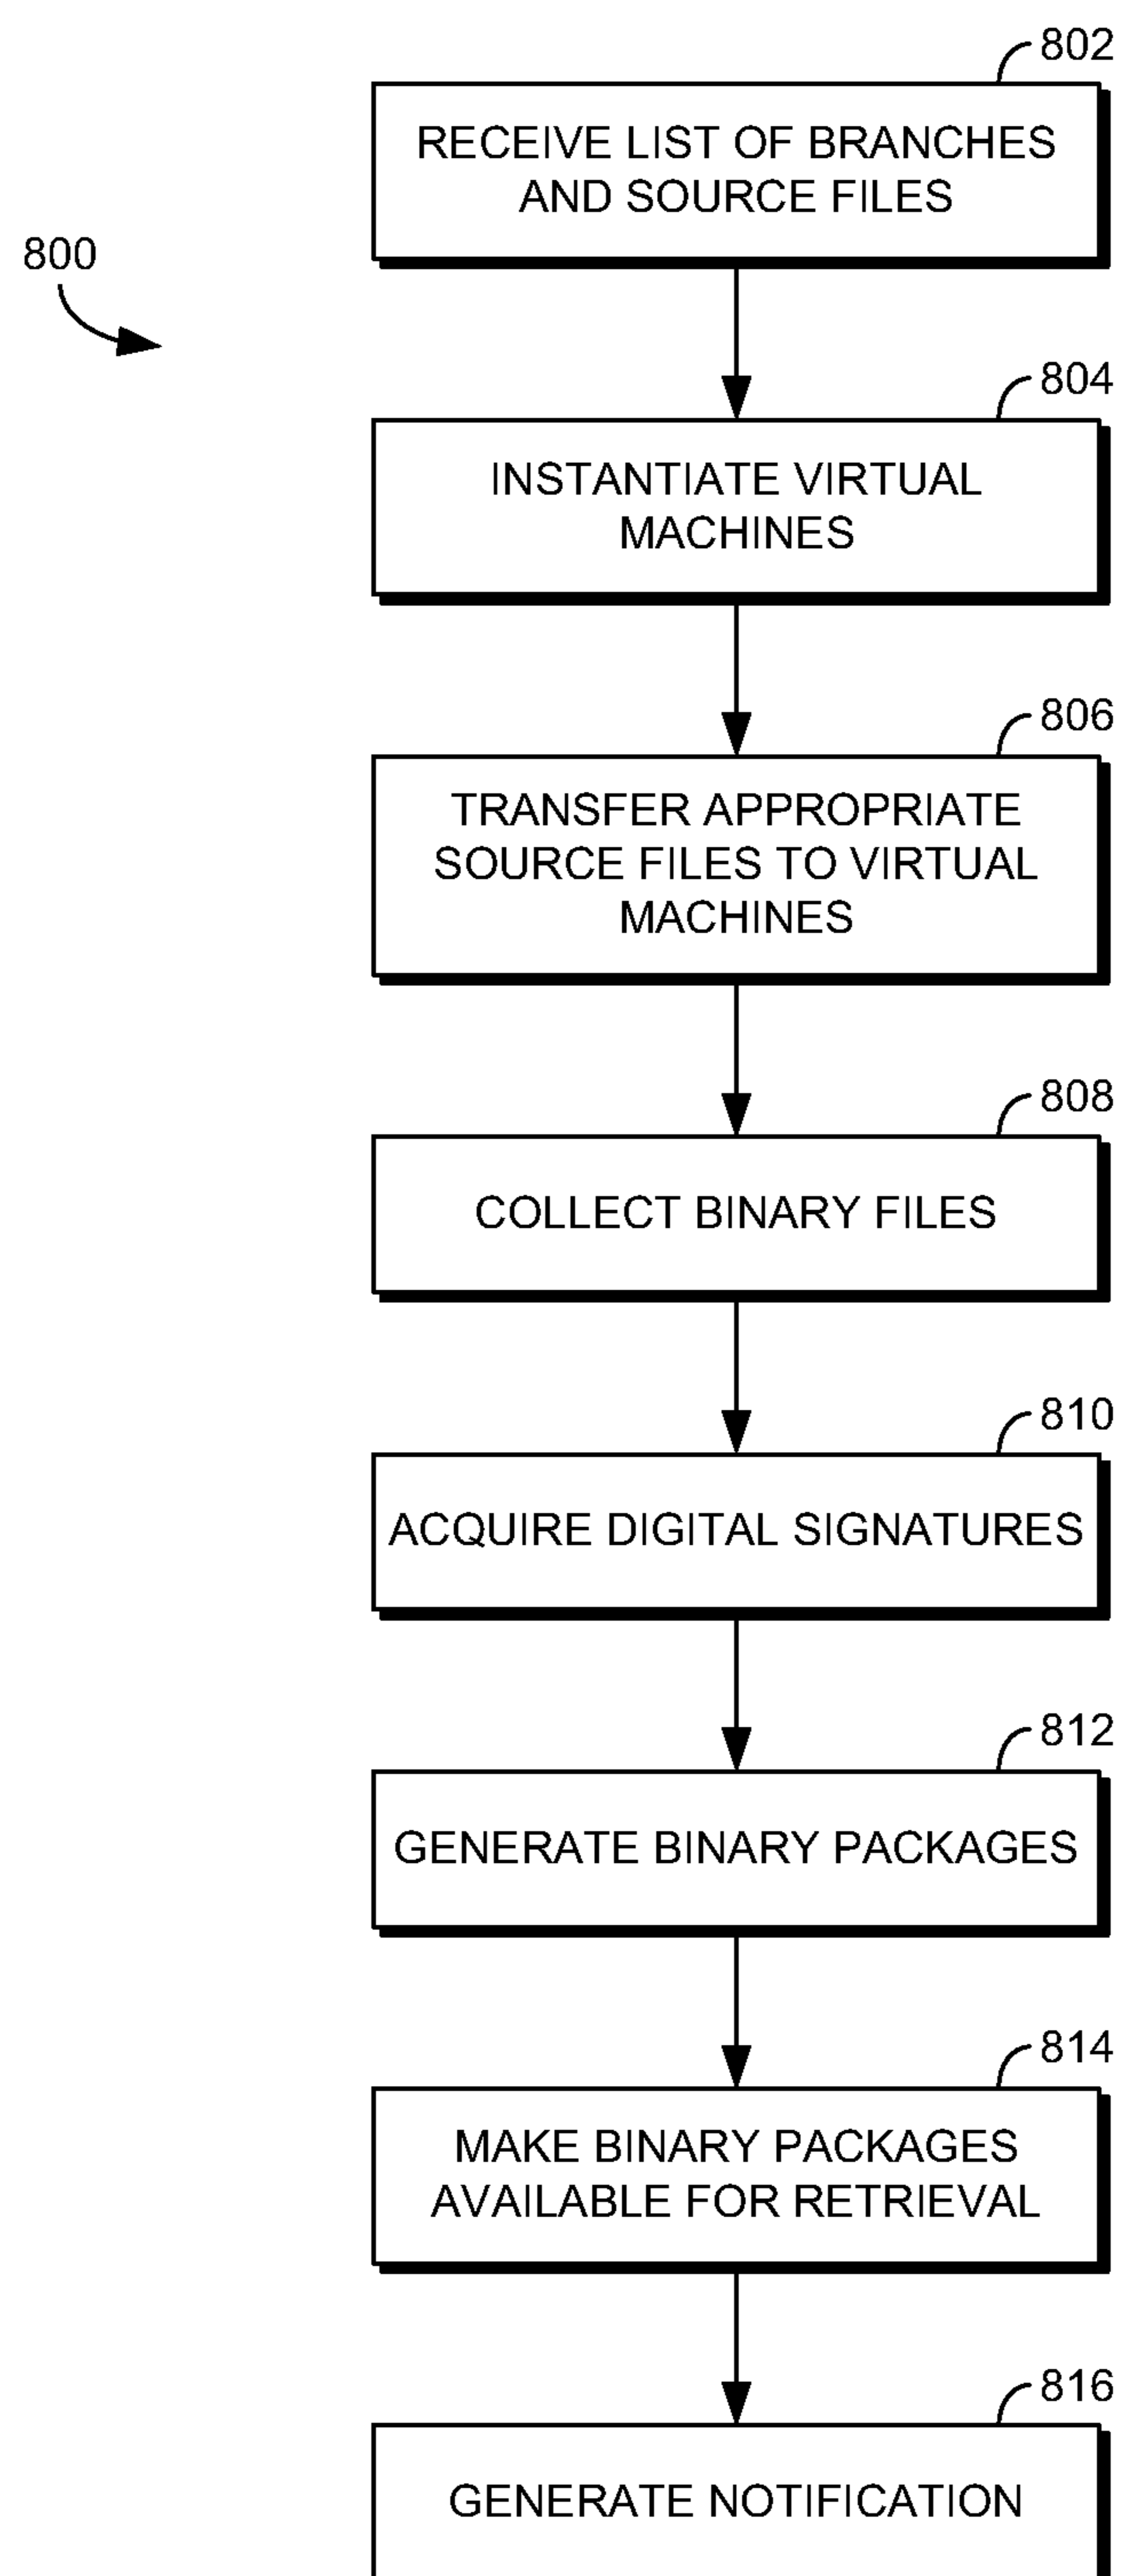 802
RECEIVE LIST OF BRANCHES
AND SOURCE FILES
800
804
INSTANTIATE VIRTUAL
MACHINES
806
TRANSFER APPROPRIATE
SOURCE FILES TO VIRTUAL
MACHINES
808
COLLECT BINARY FILES
810
ACQUIRE DIGITAL SIGNATURES
812
GENERATE BINARY PACKAGES
814
MAKE BINARY PACKAGES
AVAILABLE FOR RETRIEVAL
816
GENERATE NOTIFICATION